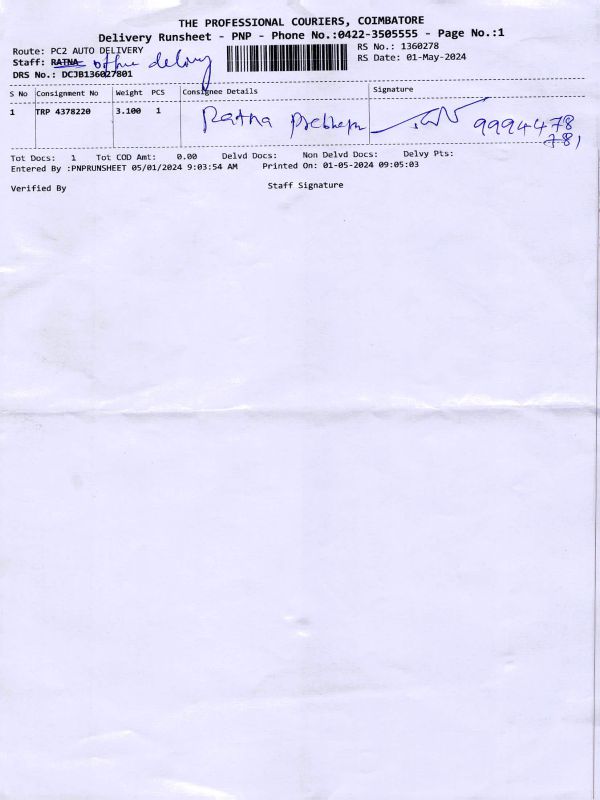 THE PROFESSIONAL COURIERS, COIMBATORE
Delivery Runsheet - PNP - Phone No.:0422-3505555 - Page No.:1
Route: PC2 AUTO DELIVERY
RS No.: 1360278
Staff: RATNA office delivery
RS Date: 01-May-2024
DRS No.: DCJB136027801
S No Consignment No Weight PCS Consignee Details Signature
1 TRP 4378220 3.100 1 Ratna 9994478
781
Tot Docs: 1 Tot COD Amt: 0.00 Delvd Docs: Non Delvd Docs: Delvy Pts:
Entered By :PNPRUNSHEET 05/01/2024 9:03:54 AM Printed On: 01-05-2024 09:05:03
Verified By Staff Signature